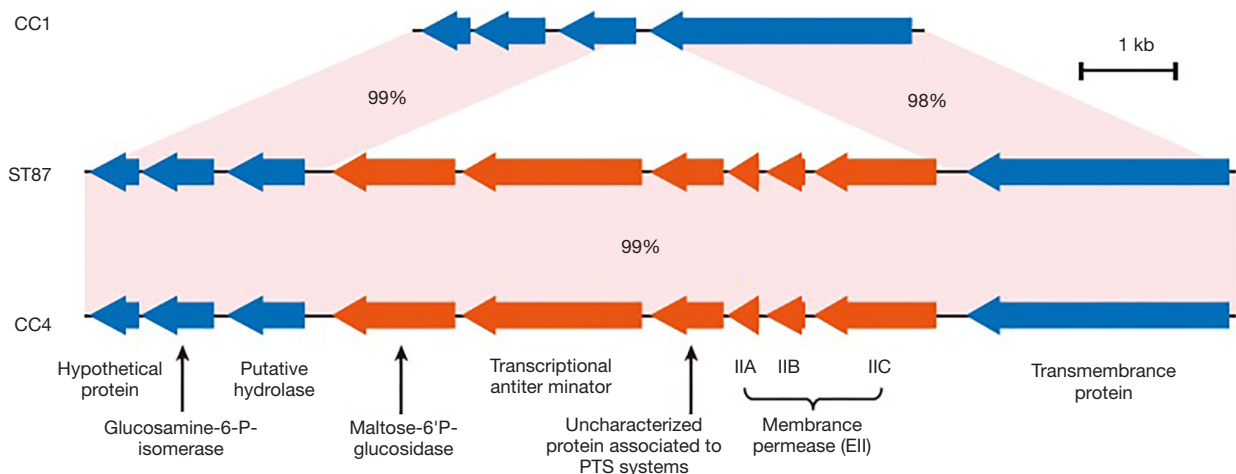 CC1
1 kb
99%
98%
ST87
99%
CC4
Hypothetical
protein
Glucosamine-6-P-
isomerase
Putative
hydrolase
Maltose-6'P-
glucosidase
Transcriptional
antiter minator
Uncharacterized
protein associated to
PTS systems
IIA IIB IIC
Membrance
permease (EII)
Transmembrance
protein